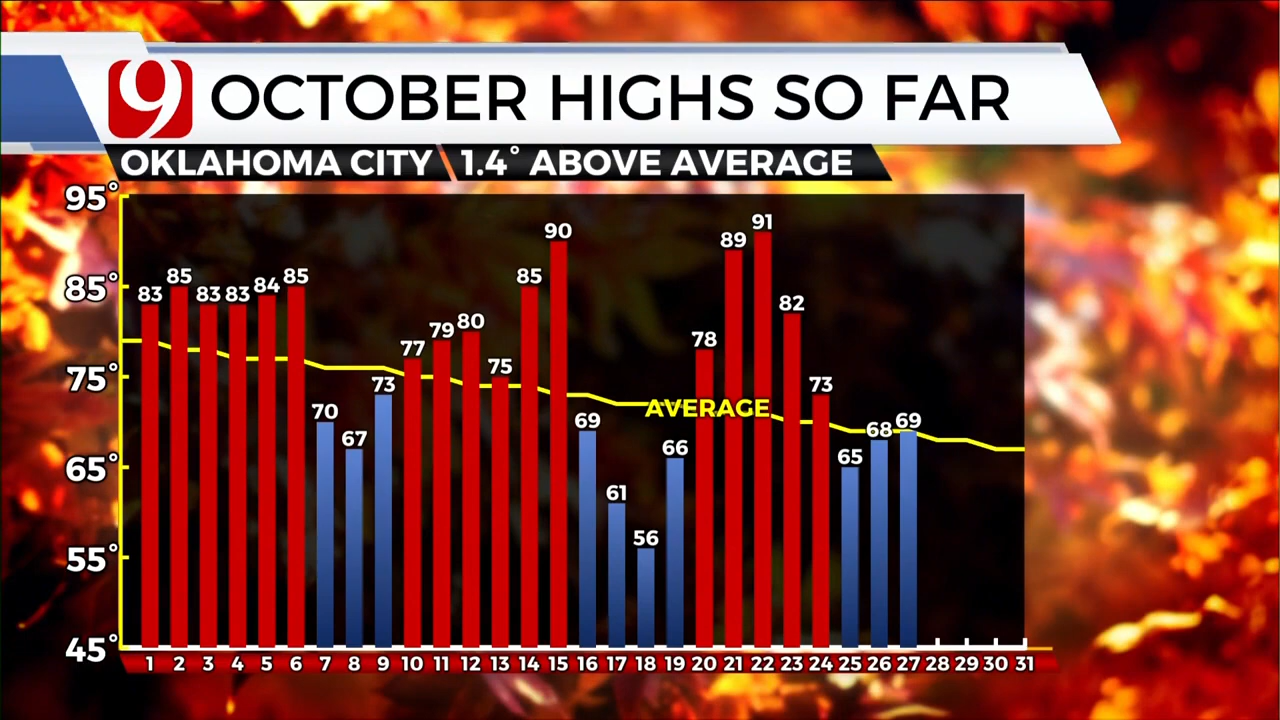 9 OCTOBER HIGHS SO FAR
OKLAHOMA CITY \ 1.4° ABOVE AVERAGE
95°
85°
75°
65°
55°
45°
83 85 83 83 84 85 70 67 73 77 79 80 75 85 90 69 61 56 66 78 89 91 82 73 65 68 69
AVERAGE
1 2 3 4 5 6 7 8 9 10 11 12 13 14 15 16 17 18 19 20 21 22 23 24 25 26 27 28 29 30 31